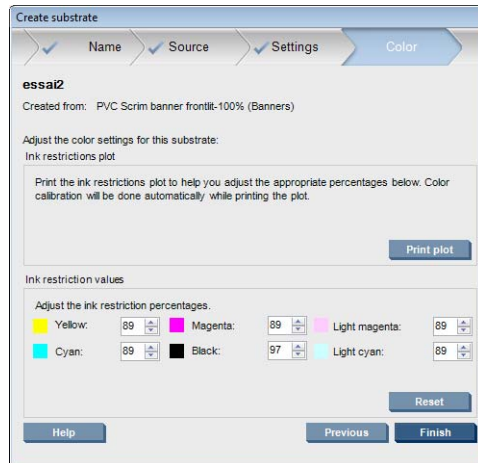 Create substrate
Name Source Settings Color
essai2
Created from: PVC Scrim banner frontlit-100% (Banners)
Adjust the color settings for this substrate:
Ink restrictions plot
Print the ink restrictions plot to help you adjust the appropriate percentages below. Color
calibration will be done automatically while printing the plot.
Print plot
Ink restriction values
Adjust the ink restriction percentages.
Yellow: 89 Magenta: 89 Light magenta: 89
Cyan: 89 Black: 97 Light cyan: 89
Reset
Help Previous Finish